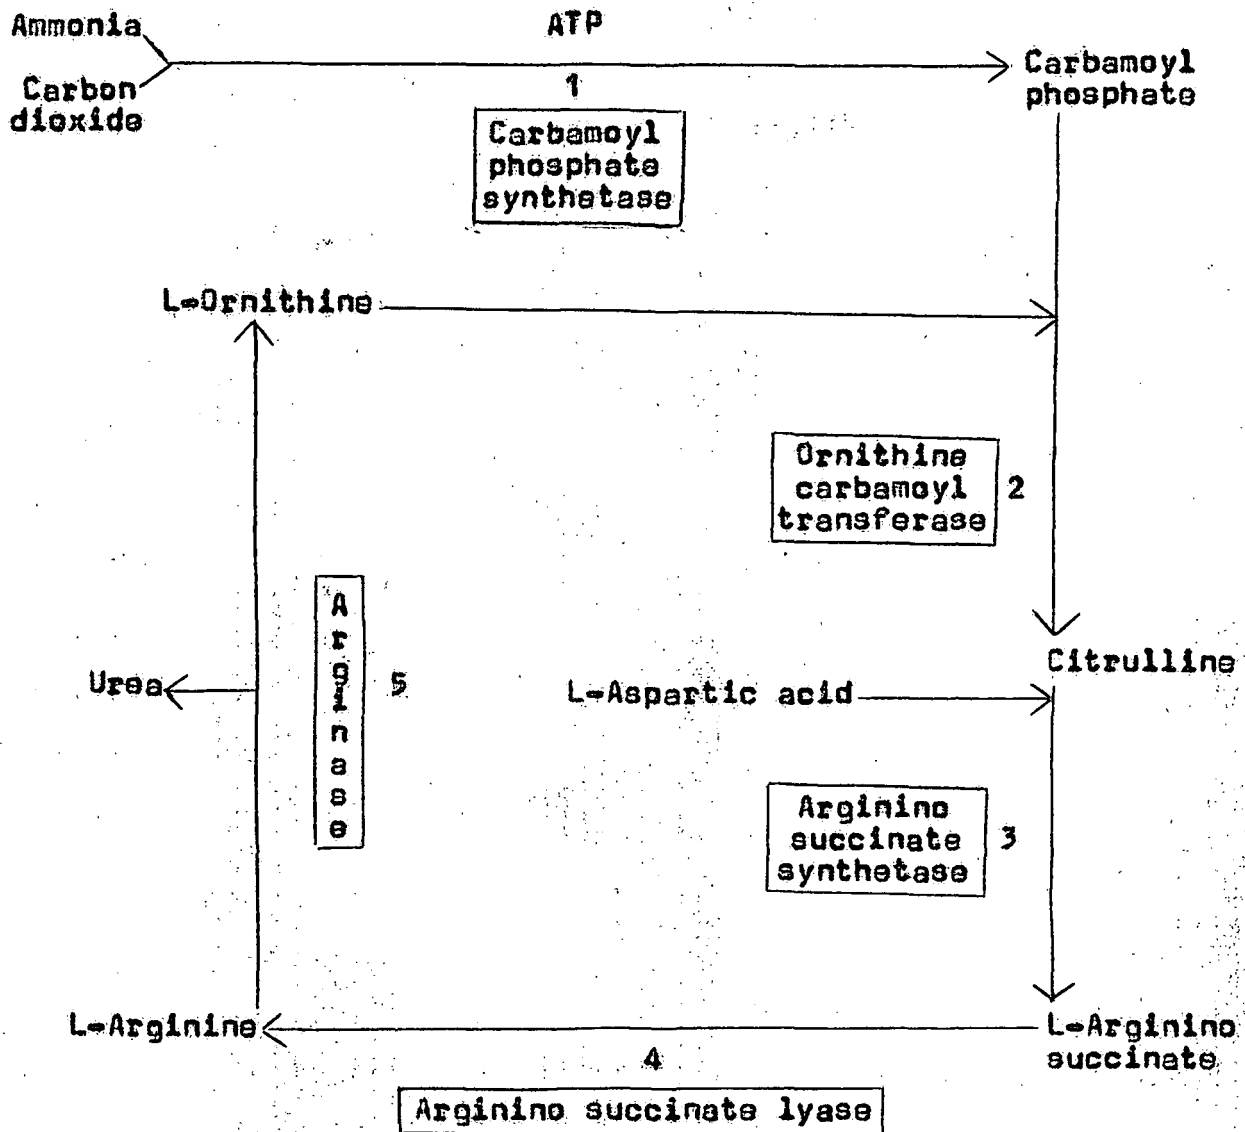 Ammonia
ATP
Carbon
dioxide
Carbamoyl
phosphate
1
Carbamoyl
phosphate
synthetase
L-Ornithine
Ornithine
carbamoyl
transferase
2
Citrulline
Arginase
5
Urea
L-Aspartic acid
Arginino
succinate
synthetase
3
L-Arginine
L-Arginino
succinate
4
Arginino succinate lyase